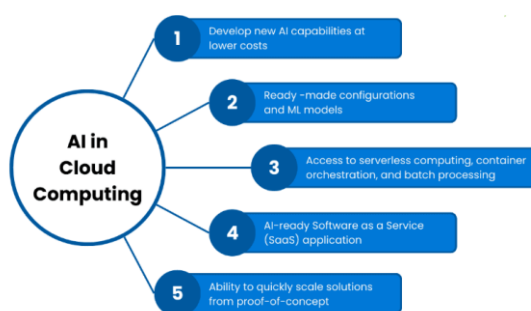 AI in
Cloud
Computing
1
Develop new AI capabilities at
lower costs
2
Ready -made configurations
and ML models
3
Access to serverless computing, container
orchestration, and batch processing
4
AI-ready Software as a Service
(SaaS) application
5
Ability to quickly scale solutions
from proof-of-concept